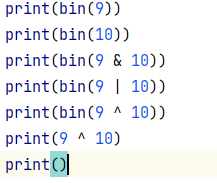 print(bin(9))
print(bin(10))
print(bin(9 & 10))
print(bin(9 | 10))
print(bin(9 ^ 10))
print(9 ^ 10)
print()